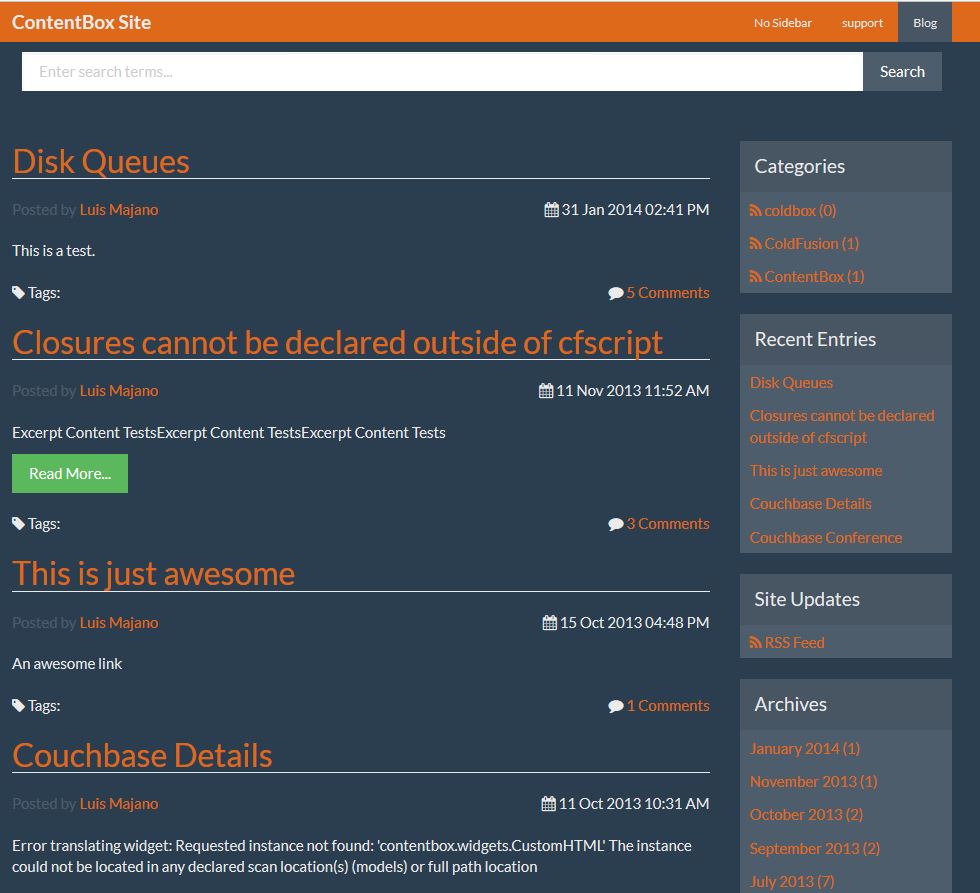 ContentBox Site
No Sidebar
support
Blog
Enter search terms...
Search
Disk Queues
Posted by Luis Majano
31 Jan 2014 02:41 PM
This is a test.
Tags:
5 Comments
Closures cannot be declared outside of cfscript
Posted by Luis Majano
11 Nov 2013 11:52 AM
Excerpt Content TestsExcerpt Content TestsExcerpt Content Tests
Read More...
Tags:
3 Comments
This is just awesome
Posted by Luis Majano
15 Oct 2013 04:48 PM
An awesome link
Tags:
1 Comments
Couchbase Details
Posted by Luis Majano
11 Oct 2013 10:31 AM
Error translating widget: Requested instance not found: 'contentbox.widgets.CustomHTML' The instance
could not be located in any declared scan location(s) (models) or full path location
Categories
coldbox (0)
ColdFusion (1)
ContentBox (1)
Recent Entries
Disk Queues
Closures cannot be declared
outside of cfscript
This is just awesome
Couchbase Details
Couchbase Conference
Site Updates
RSS Feed
Archives
January 2014 (1)
November 2013 (1)
October 2013 (2)
September 2013 (2)
July 2013 (7)